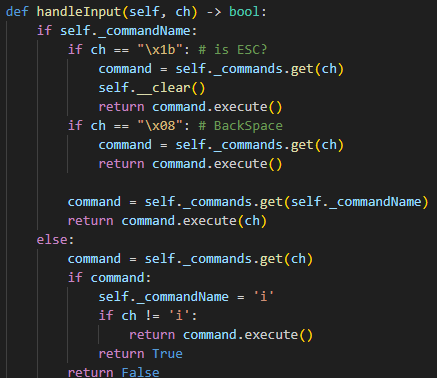 def handleInput(self, ch) -> bool:
    if self._commandName:
        if ch == "\x1b": # is ESC?
            command = self._commands.get(ch)
            self.__clear()
            return command.execute()
        if ch == "\x08": # BackSpace
            command = self._commands.get(ch)
            return command.execute()

        command = self._commands.get(self._commandName)
        return command.execute(ch)
    else:
        command = self._commands.get(ch)
        if command:
            self._commandName = 'i'
            if ch != 'i':
                return command.execute()
            return True
        return False